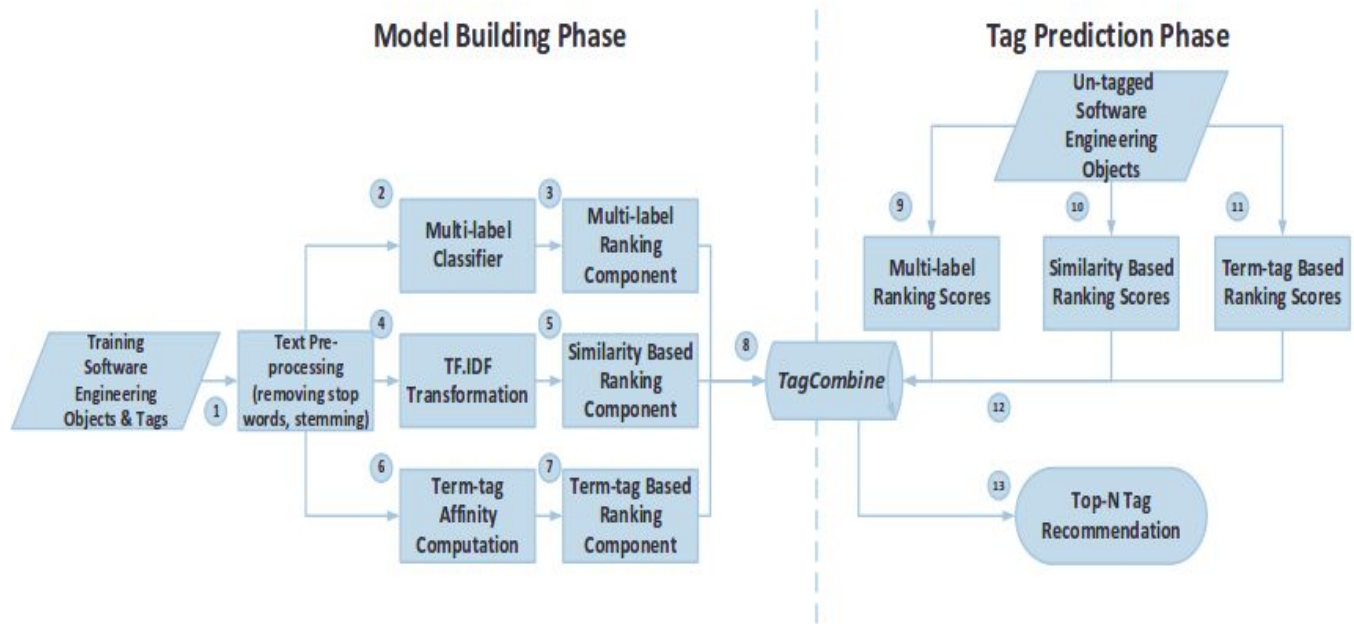 Model Building Phase
Tag Prediction Phase
Un-tagged
Software
Engineering
Objects
2
3
9
10
11
Multi-label
Classifier
Multi-label
Ranking
Component
Multi-label
Ranking Scores
Similarity Based
Ranking Scores
Term-tag Based
Ranking Scores
4
5
8
Training
Software
Engineering
Objects & Tags
1
Text Pre-
processing
(removing stop
words, stemming)
TF.IDF
Transformation
Similarity Based
Ranking
Component
TagCombine
12
6
7
13
Term-tag
Affinity
Computation
Term-tag Based
Ranking
Component
Top-N Tag
Recommendation